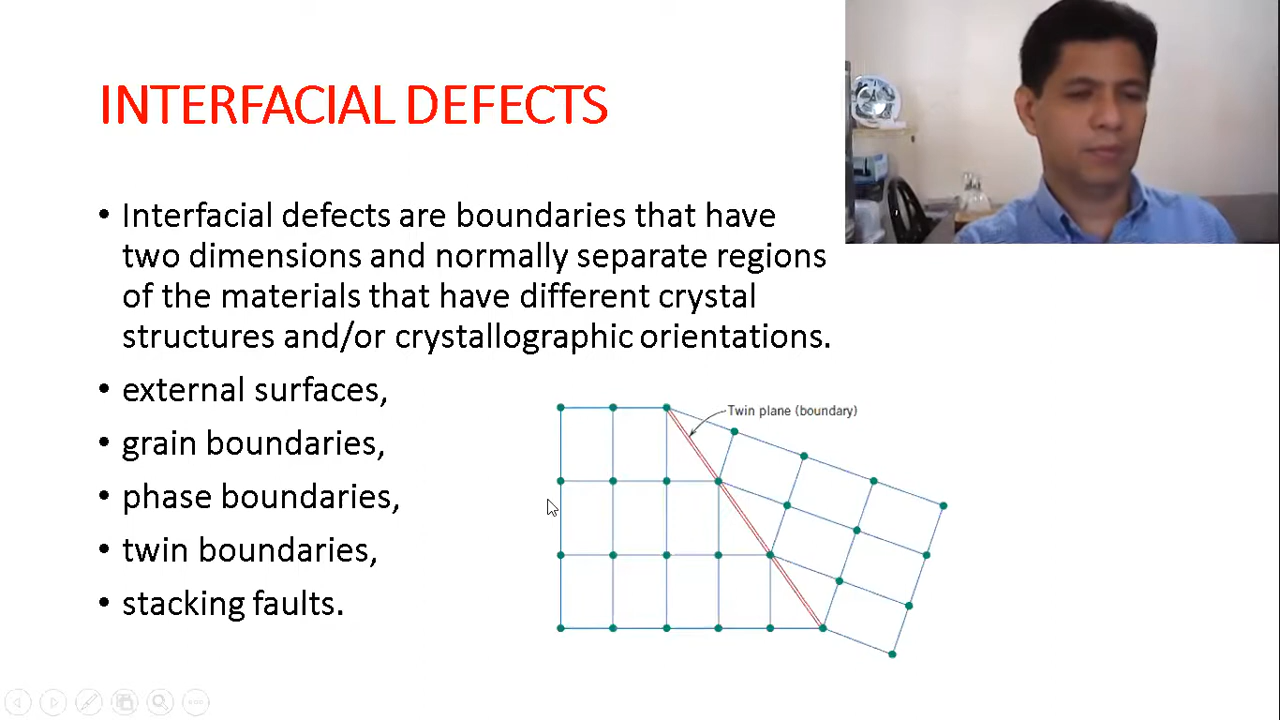 INTERFACIAL DEFECTS
• Interfacial defects are boundaries that have
two dimensions and normally separate regions
of the materials that have different crystal
structures and/or crystallographic orientations.
• external surfaces,
• grain boundaries,
• phase boundaries,
• twin boundaries,
• stacking faults.
Twin plane (boundary)